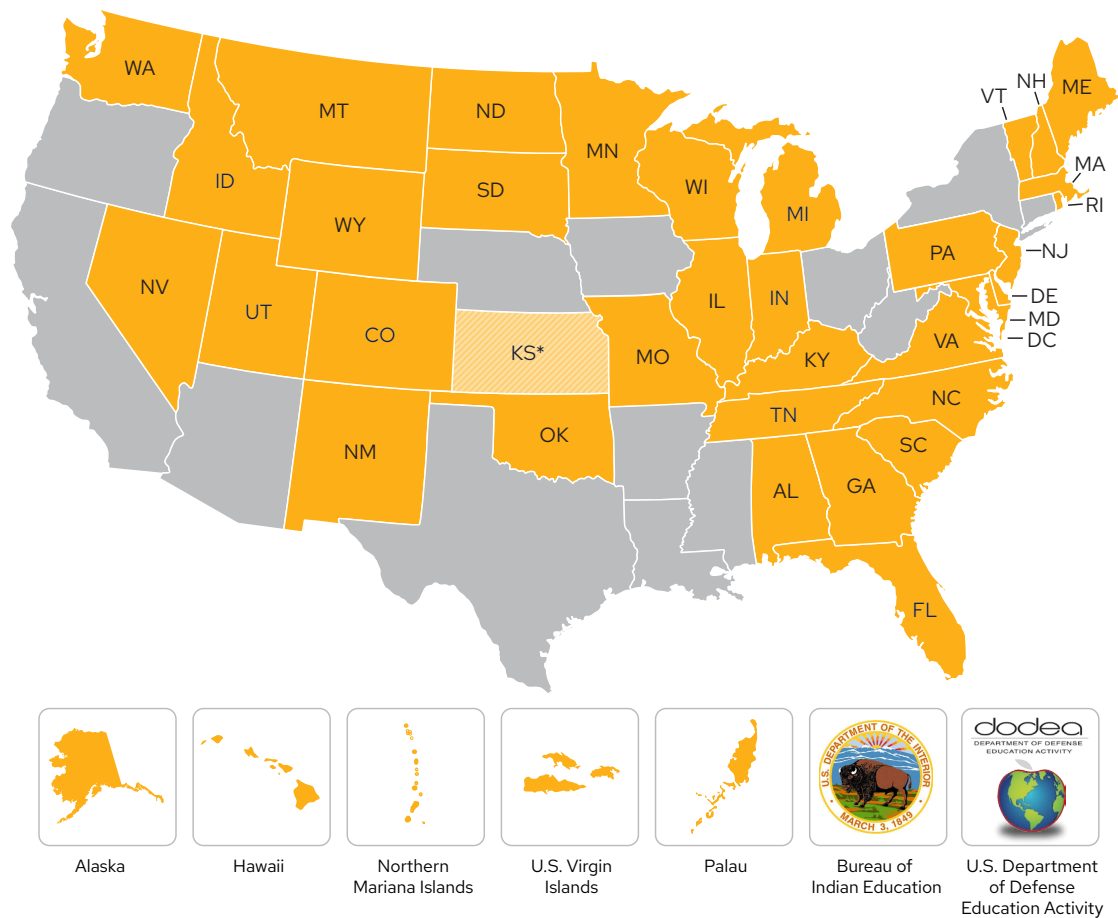 WA
MT
ND
MN
ME
NH
VT
MA
RI
ID
SD
WI
MI
WY
PA
NJ
NV
UT
CO
IL
IN
DE
MD
DC
KS*
MO
KY
VA
NC
TN
OK
NM
SC
AL
GA
FL
U.S. DEPARTMENT OF THE INTERIOR
MARCH 3, 1849
dodea
DEPARTMENT OF DEFENSE
EDUCATION ACTIVITY
Alaska
Hawaii
Northern
Mariana Islands
U.S. Virgin
Islands
Palau
Bureau of
Indian Education
U.S. Department
of Defense
Education Activity